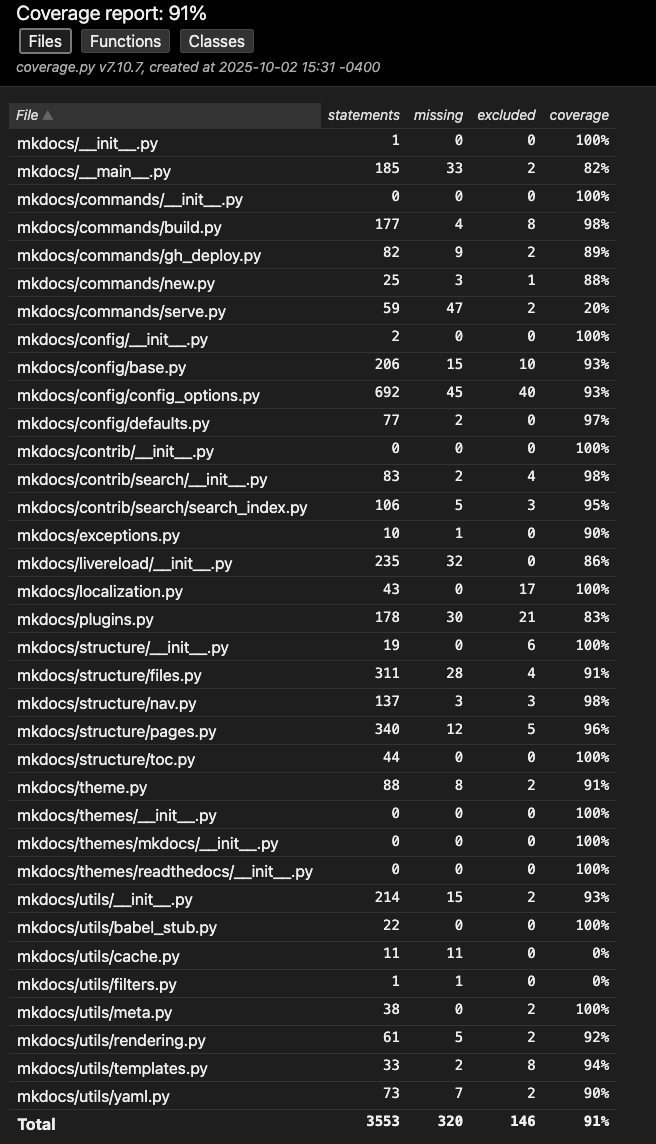 Coverage report: 91%
Files Functions Classes
coverage.py v7.10.7, created at 2025-10-02 15:31 -0400
File ▲ statements missing excluded coverage
mkdocs/__init__.py 1 0 0 100%
mkdocs/__main__.py 185 33 2 82%
mkdocs/commands/__init__.py 0 0 0 100%
mkdocs/commands/build.py 177 4 8 98%
mkdocs/commands/gh_deploy.py 82 9 2 89%
mkdocs/commands/new.py 25 3 1 88%
mkdocs/commands/serve.py 59 47 2 20%
mkdocs/config/__init__.py 2 0 0 100%
mkdocs/config/base.py 206 15 10 93%
mkdocs/config/config_options.py 692 45 40 93%
mkdocs/config/defaults.py 77 2 0 97%
mkdocs/contrib/__init__.py 0 0 0 100%
mkdocs/contrib/search/__init__.py 83 2 4 98%
mkdocs/contrib/search/search_index.py 106 5 3 95%
mkdocs/exceptions.py 10 1 0 90%
mkdocs/livereload/__init__.py 235 32 0 86%
mkdocs/localization.py 43 0 17 100%
mkdocs/plugins.py 178 30 21 83%
mkdocs/structure/__init__.py 19 0 6 100%
mkdocs/structure/files.py 311 28 4 91%
mkdocs/structure/nav.py 137 3 3 98%
mkdocs/structure/pages.py 340 12 5 96%
mkdocs/structure/toc.py 44 0 0 100%
mkdocs/theme.py 88 8 2 91%
mkdocs/themes/__init__.py 0 0 0 100%
mkdocs/themes/mkdocs/__init__.py 0 0 0 100%
mkdocs/themes/readthedocs/__init__.py 0 0 0 100%
mkdocs/utils/__init__.py 214 15 2 93%
mkdocs/utils/babel_stub.py 22 0 0 100%
mkdocs/utils/cache.py 11 11 0 0%
mkdocs/utils/filters.py 1 1 0 0%
mkdocs/utils/meta.py 38 0 2 100%
mkdocs/utils/rendering.py 61 5 2 92%
mkdocs/utils/templates.py 33 2 8 94%
mkdocs/utils/yaml.py 73 7 2 90%
Total 3553 320 146 91%